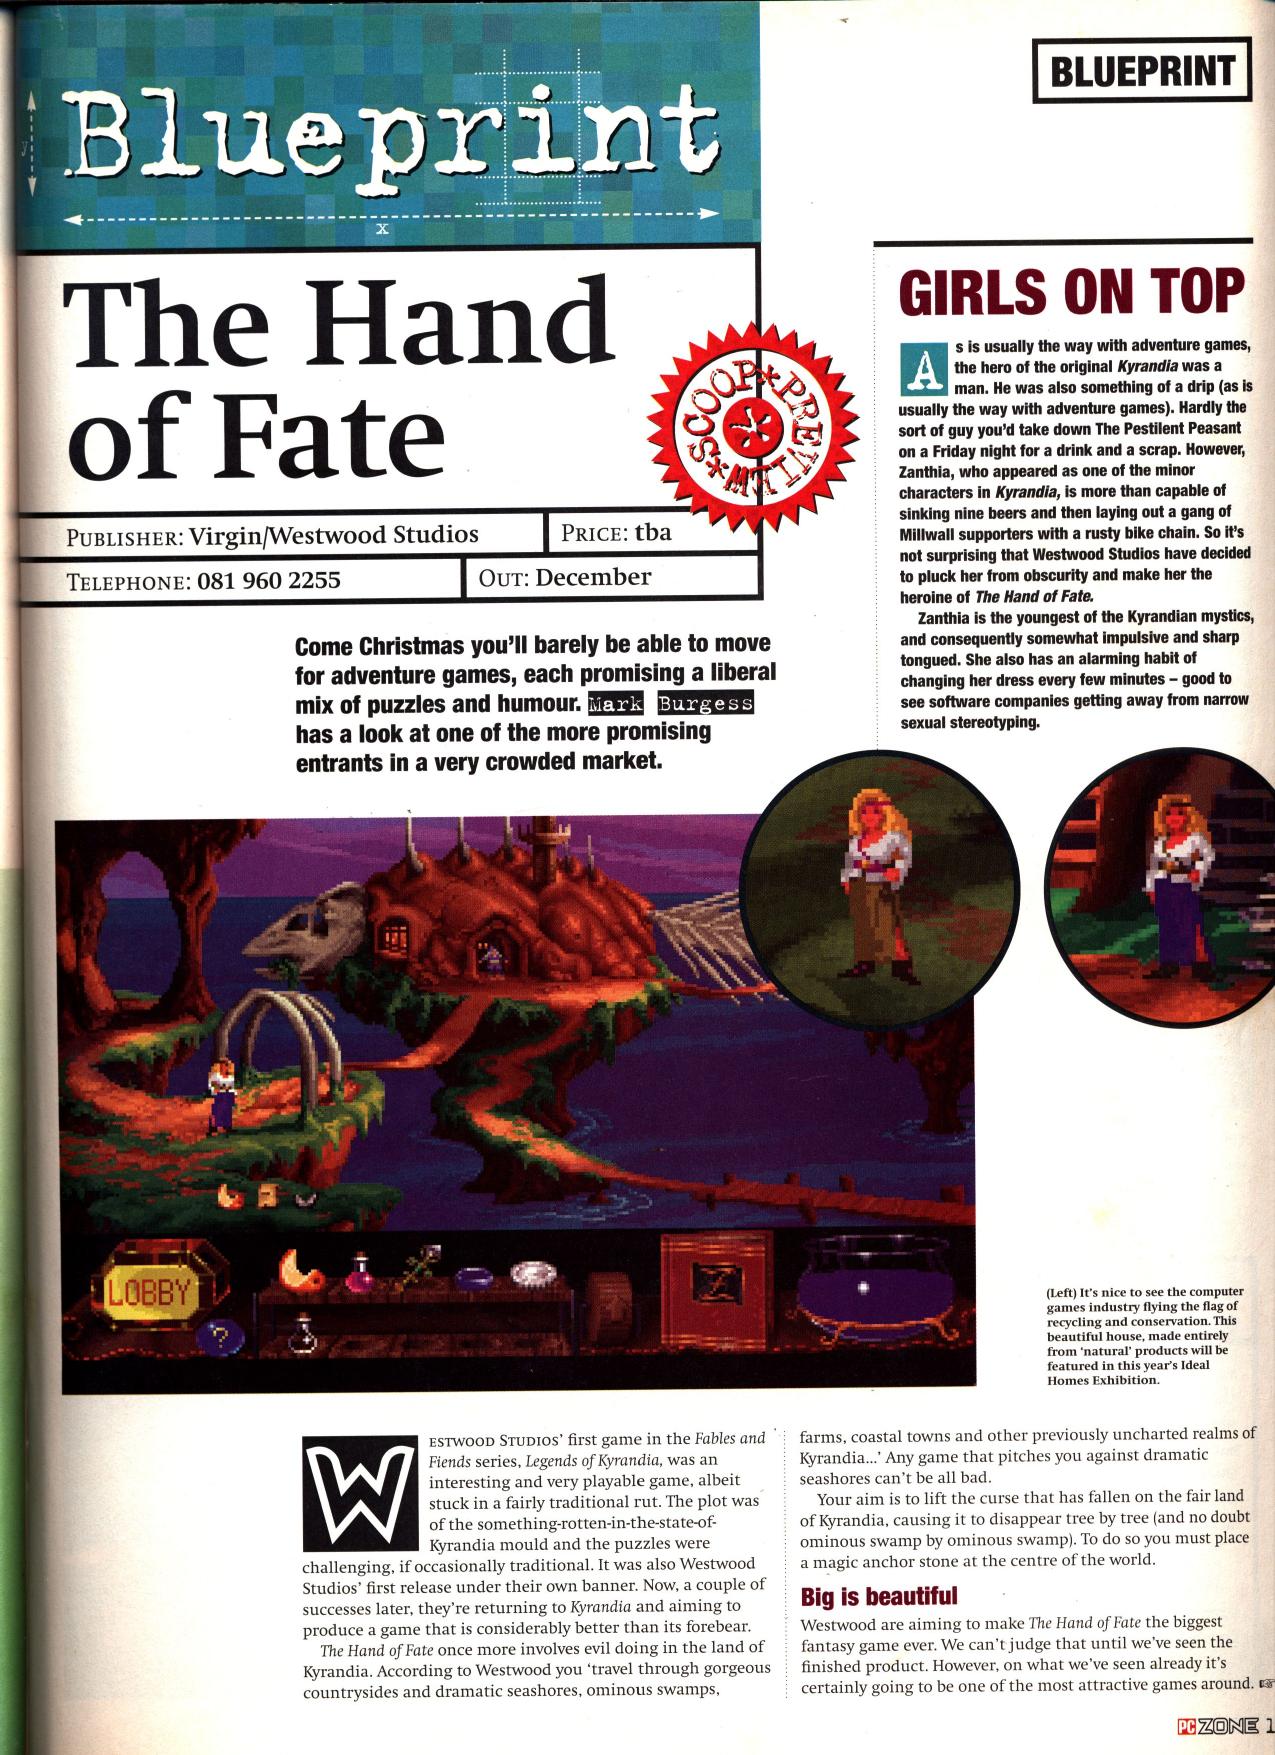 BLUEPRINT
Blueprint
y
x
The Hand
of Fate
SCOOP*PREVIEW*
PUBLISHER: Virgin/Westwood Studios
PRICE: tba
TELEPHONE: 081 960 2255
OUT: December
Come Christmas you'll barely be able to move
for adventure games, each promising a liberal
mix of puzzles and humour. Mark Burgess
has a look at one of the more promising
entrants in a very crowded market.
GIRLS ON TOP
As is usually the way with adventure games,
the hero of the original Kyrandia was a
man. He was also something of a drip (as is
usually the way with adventure games). Hardly the
sort of guy you'd take down The Pestilent Peasant
on a Friday night for a drink and a scrap. However,
Zanthia, who appeared as one of the minor
characters in Kyrandia, is more than capable of
sinking nine beers and then laying out a gang of
Millwall supporters with a rusty bike chain. So it's
not surprising that Westwood Studios have decided
to pluck her from obscurity and make her the
heroine of The Hand of Fate.
Zanthia is the youngest of the Kyrandian mystics,
and consequently somewhat impulsive and sharp
tongued. She also has an alarming habit of
changing her dress every few minutes – good to
see software companies getting away from narrow
sexual stereotyping.
LOBBY
?
Z
(Left) It's nice to see the computer
games industry flying the flag of
recycling and conservation. This
beautiful house, made entirely
from 'natural' products will be
featured in this year's Ideal
Homes Exhibition.
WESTWOOD STUDIOS' first game in the Fables and
Fiends series, Legends of Kyrandia, was an
interesting and very playable game, albeit
stuck in a fairly traditional rut. The plot was
of the something-rotten-in-the-state-of-
Kyrandia mould and the puzzles were
challenging, if occasionally traditional. It was also Westwood
Studios' first release under their own banner. Now, a couple of
successes later, they're returning to Kyrandia and aiming to
produce a game that is considerably better than its forebear.
The Hand of Fate once more involves evil doing in the land of
Kyrandia. According to Westwood you 'travel through gorgeous
countrysides and dramatic seashores, ominous swamps,
farms, coastal towns and other previously uncharted realms of
Kyrandia...' Any game that pitches you against dramatic
seashores can't be all bad.
Your aim is to lift the curse that has fallen on the fair land
of Kyrandia, causing it to disappear tree by tree (and no doubt
ominous swamp by ominous swamp). To do so you must place
a magic anchor stone at the centre of the world.
Big is beautiful
Westwood are aiming to make The Hand of Fate the biggest
fantasy game ever. We can't judge that until we've seen the
finished product. However, on what we've seen already it's
certainly going to be one of the most attractive games around. ☞
PC ZONE 1